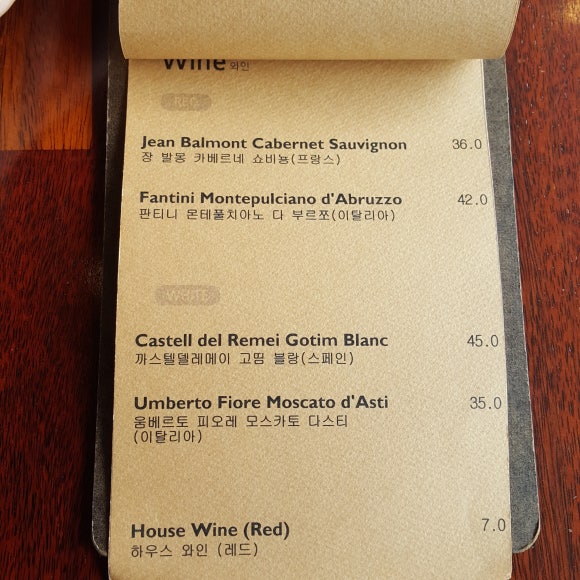 Wine 와인
RED
Jean Balmont Cabernet Sauvignon 36.0
장 발몽 카베르네 쇼비뇽(프랑스)
Fantini Montepulciano d'Abruzzo 42.0
판티니 몬테풀치아노 다 부르쪼(이탈리아)
WHITE
Castell del Remei Gotim Blanc 45.0
까스텔델레메이 고띰 블랑(스페인)
Umberto Fiore Moscato d'Asti 35.0
움베르토 피오레 모스카토 다스티
(이탈리아)
House Wine (Red) 7.0
하우스 와인 (레드)